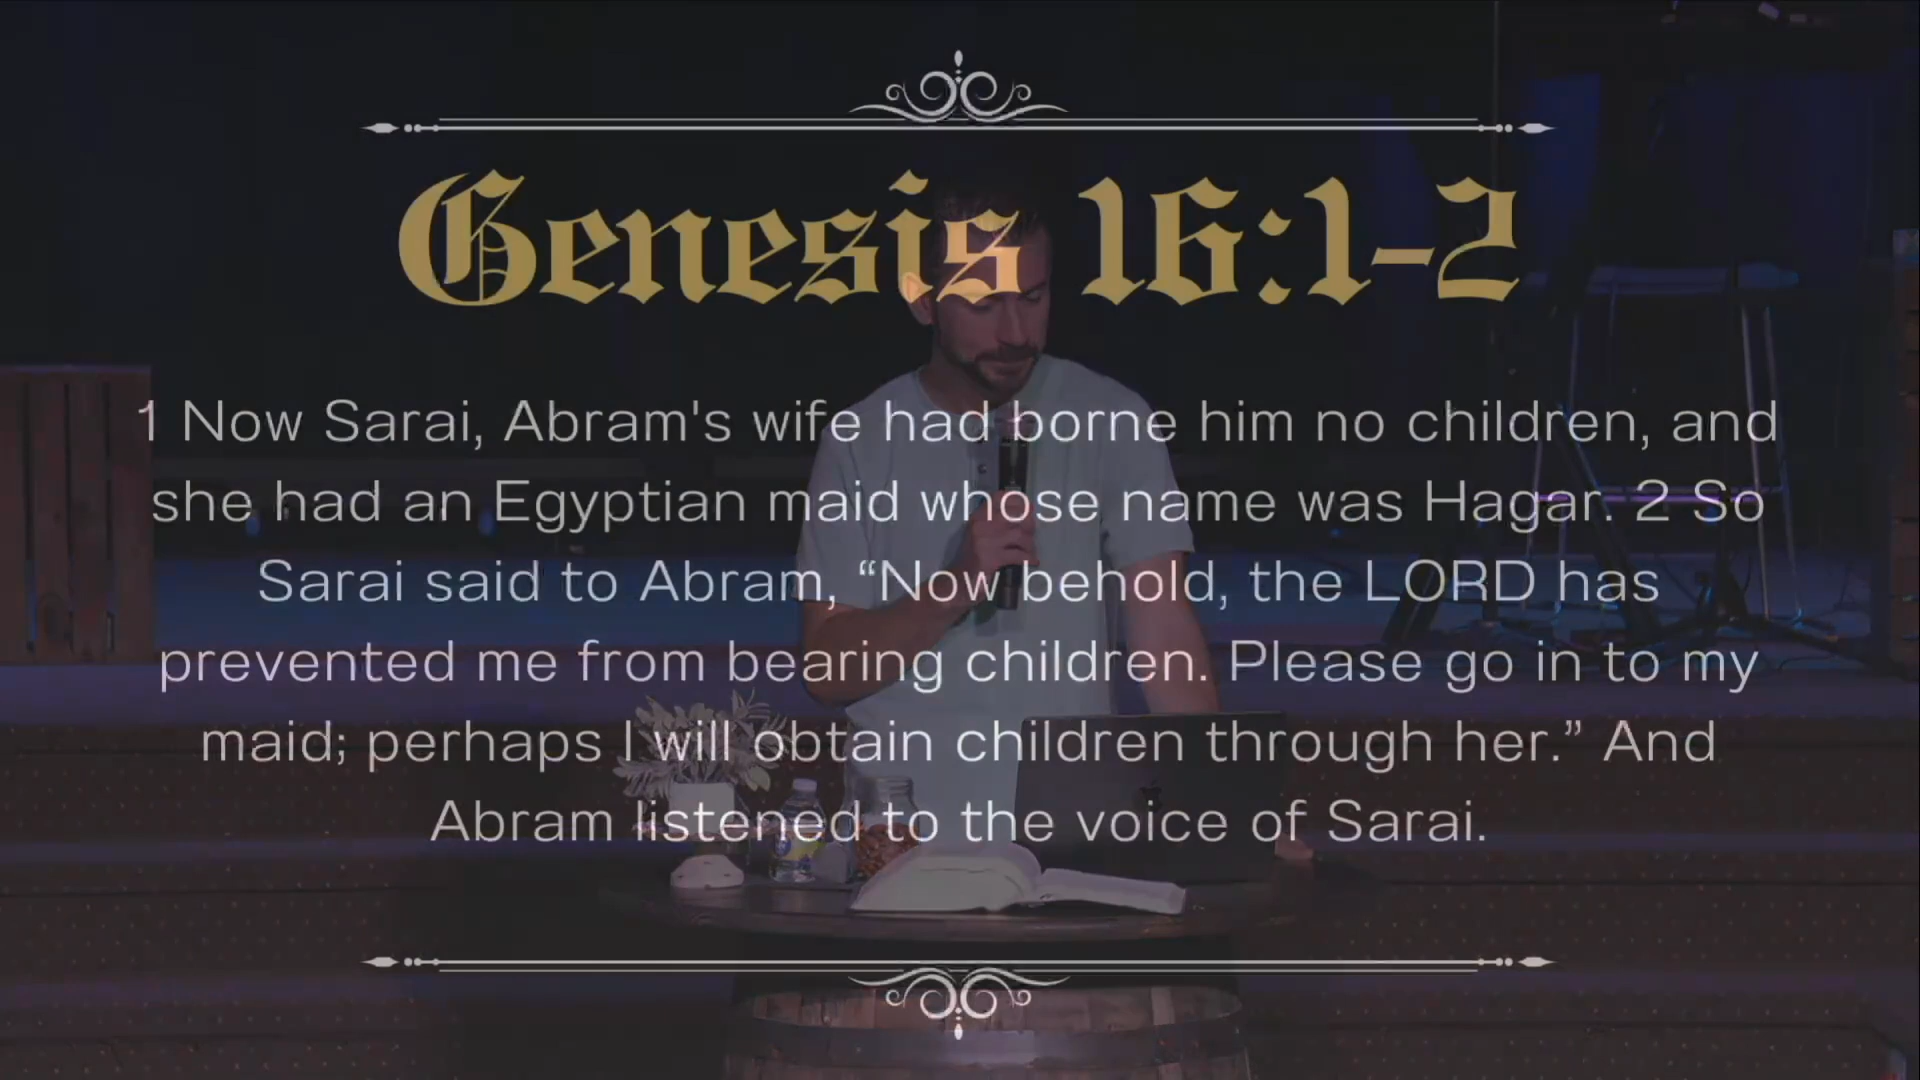 Genesis 16:1-2
1 Now Sarai, Abram's wife had borne him no children, and
she had an Egyptian maid whose name was Hagar. 2 So
Sarai said to Abram, “Now behold, the LORD has
prevented me from bearing children. Please go in to my
maid; perhaps I will obtain children through her.” And
Abram listened to the voice of Sarai.